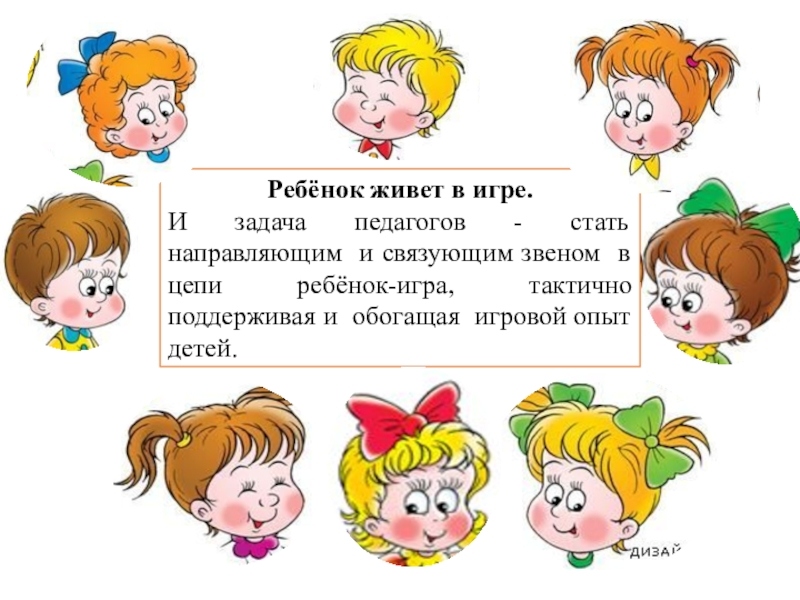 Ребёнок живет в игре.
И задача педагогов - стать
направляющим и связующим звеном в
цепи ребёнок-игра, тактично
поддерживая и обогащая игровой опыт
детей.
ДИЗАЙ